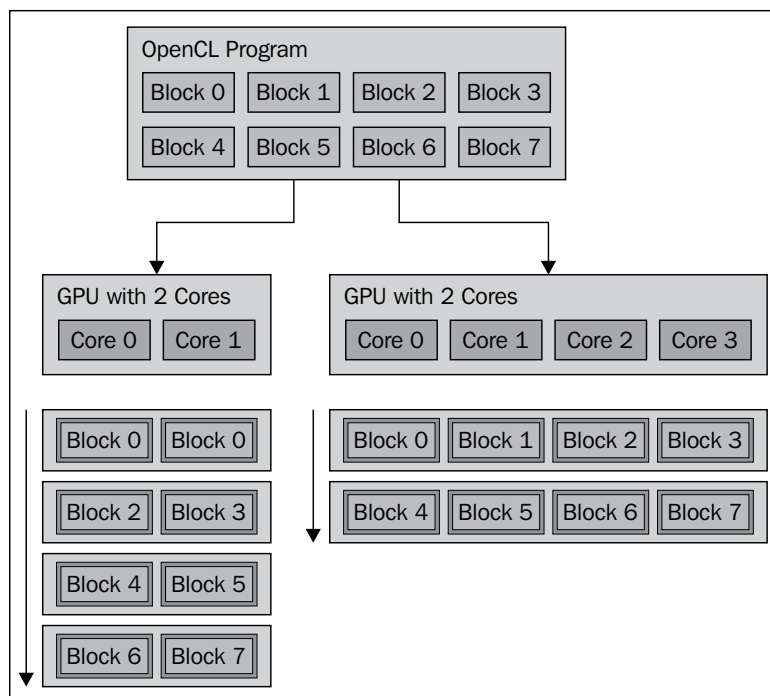 OpenCL Program
Block 0 Block 1 Block 2 Block 3
Block 4 Block 5 Block 6 Block 7
GPU with 2 Cores
Core 0 Core 1
Block 0 Block 0
Block 2 Block 3
Block 4 Block 5
Block 6 Block 7
GPU with 2 Cores
Core 0 Core 1 Core 2 Core 3
Block 0 Block 1 Block 2 Block 3
Block 4 Block 5 Block 6 Block 7